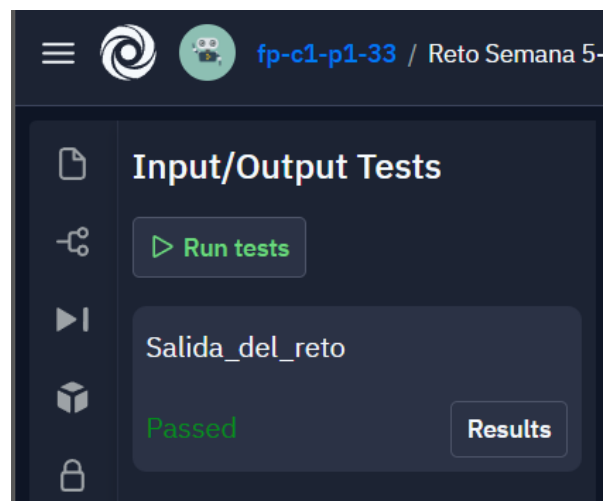 fp-c1-p1-33 / Reto Semana 5-
Input/Output Tests
Run tests
Salida_del_reto
Passed
Results